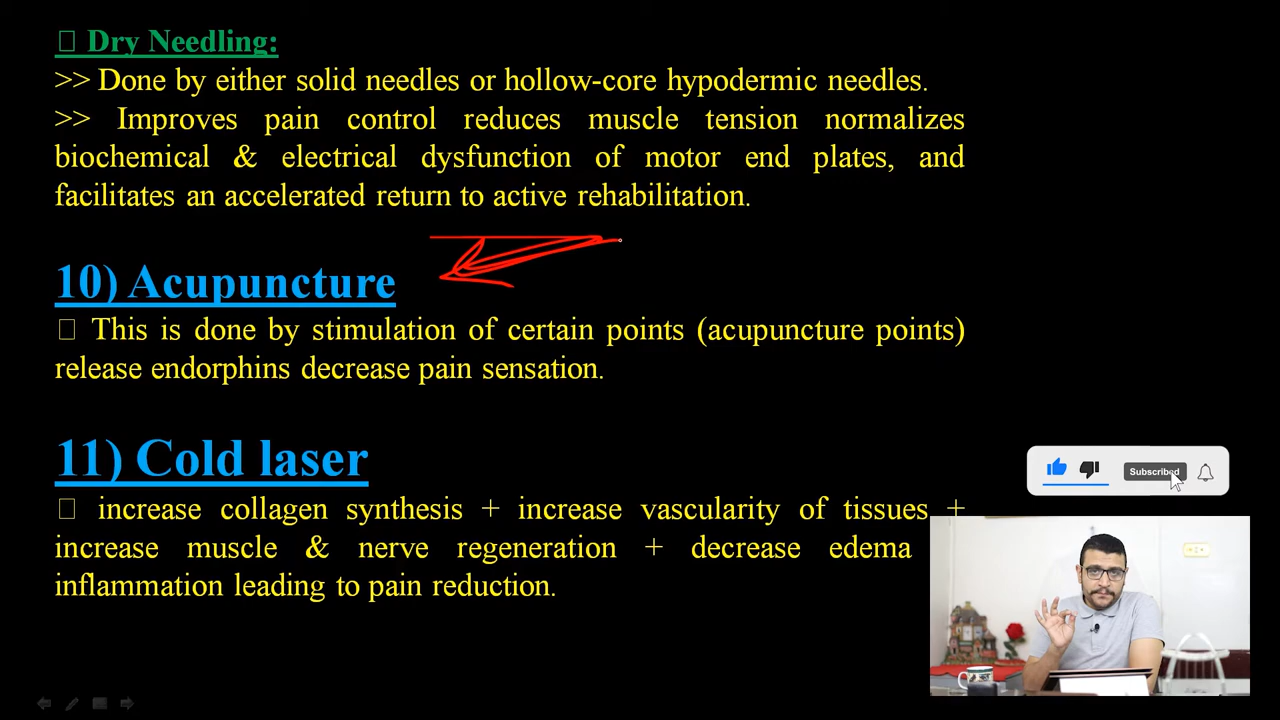 Dry Needling:
>> Done by either solid needles or hollow-core hypodermic needles.
>> Improves pain control reduces muscle tension normalizes
biochemical & electrical dysfunction of motor end plates, and
facilitates an accelerated return to active rehabilitation.
10) Acupuncture
This is done by stimulation of certain points (acupuncture points)
release endorphins decrease pain sensation.
11) Cold laser
increase collagen synthesis + increase vascularity of tissues +
increase muscle & nerve regeneration + decrease edema
inflammation leading to pain reduction.
Subscribed